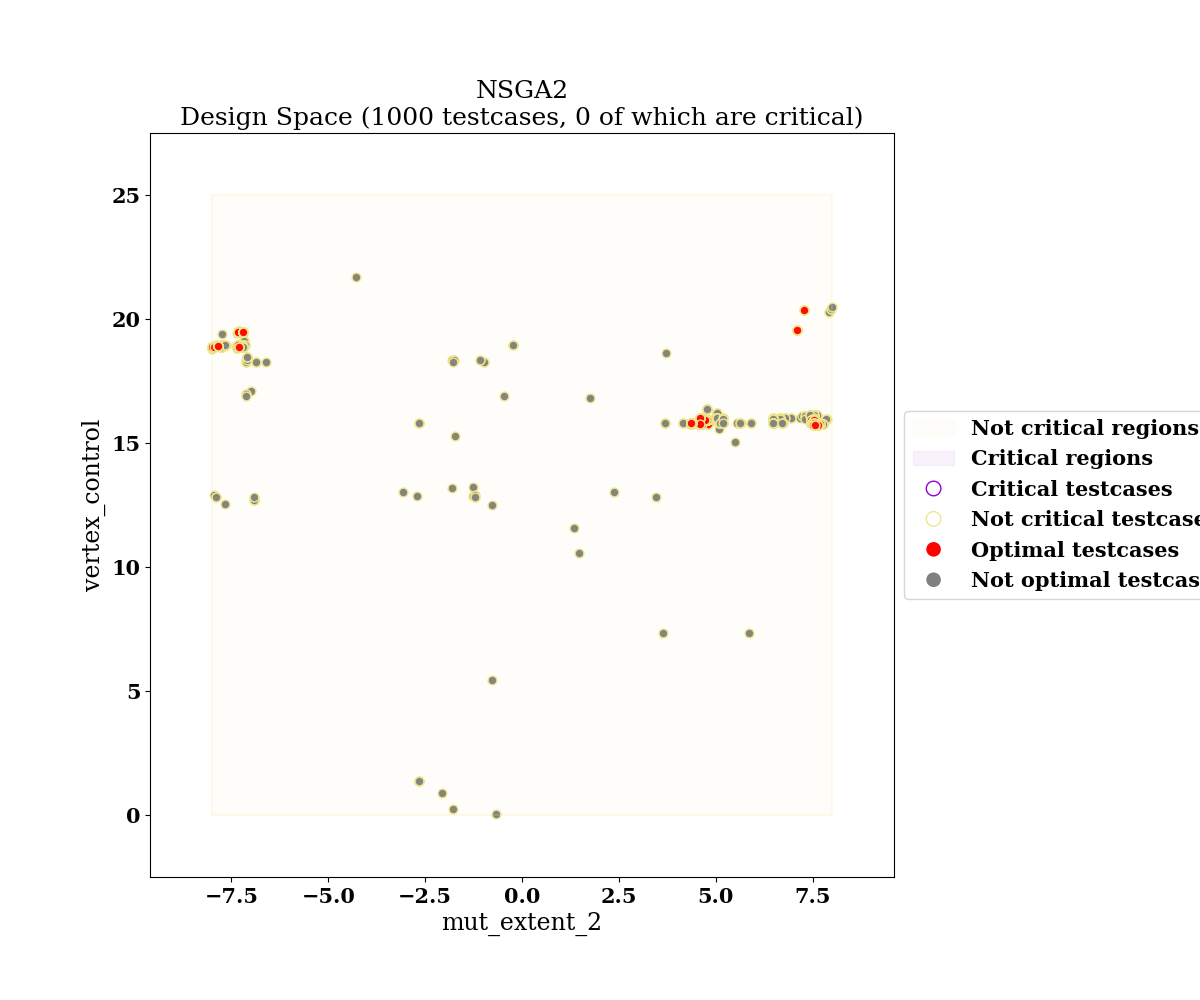 NSGA2
Design Space (1000 testcases, 0 of which are critical)
25
20
15
10
5
0
vertex_control
−7.5 −5.0 −2.5 0.0 2.5 5.0 7.5
mut_extent_2
Not critical regions
Critical regions
Critical testcases
Not critical testcase
Optimal testcases
Not optimal testcas